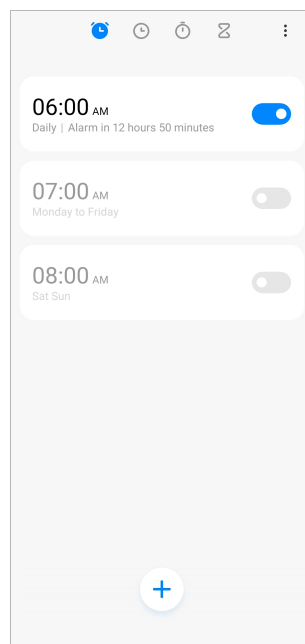 06:00 AM
Daily | Alarm in 12 hours 50 minutes
07:00 AM
Monday to Friday
08:00 AM
Sat Sun